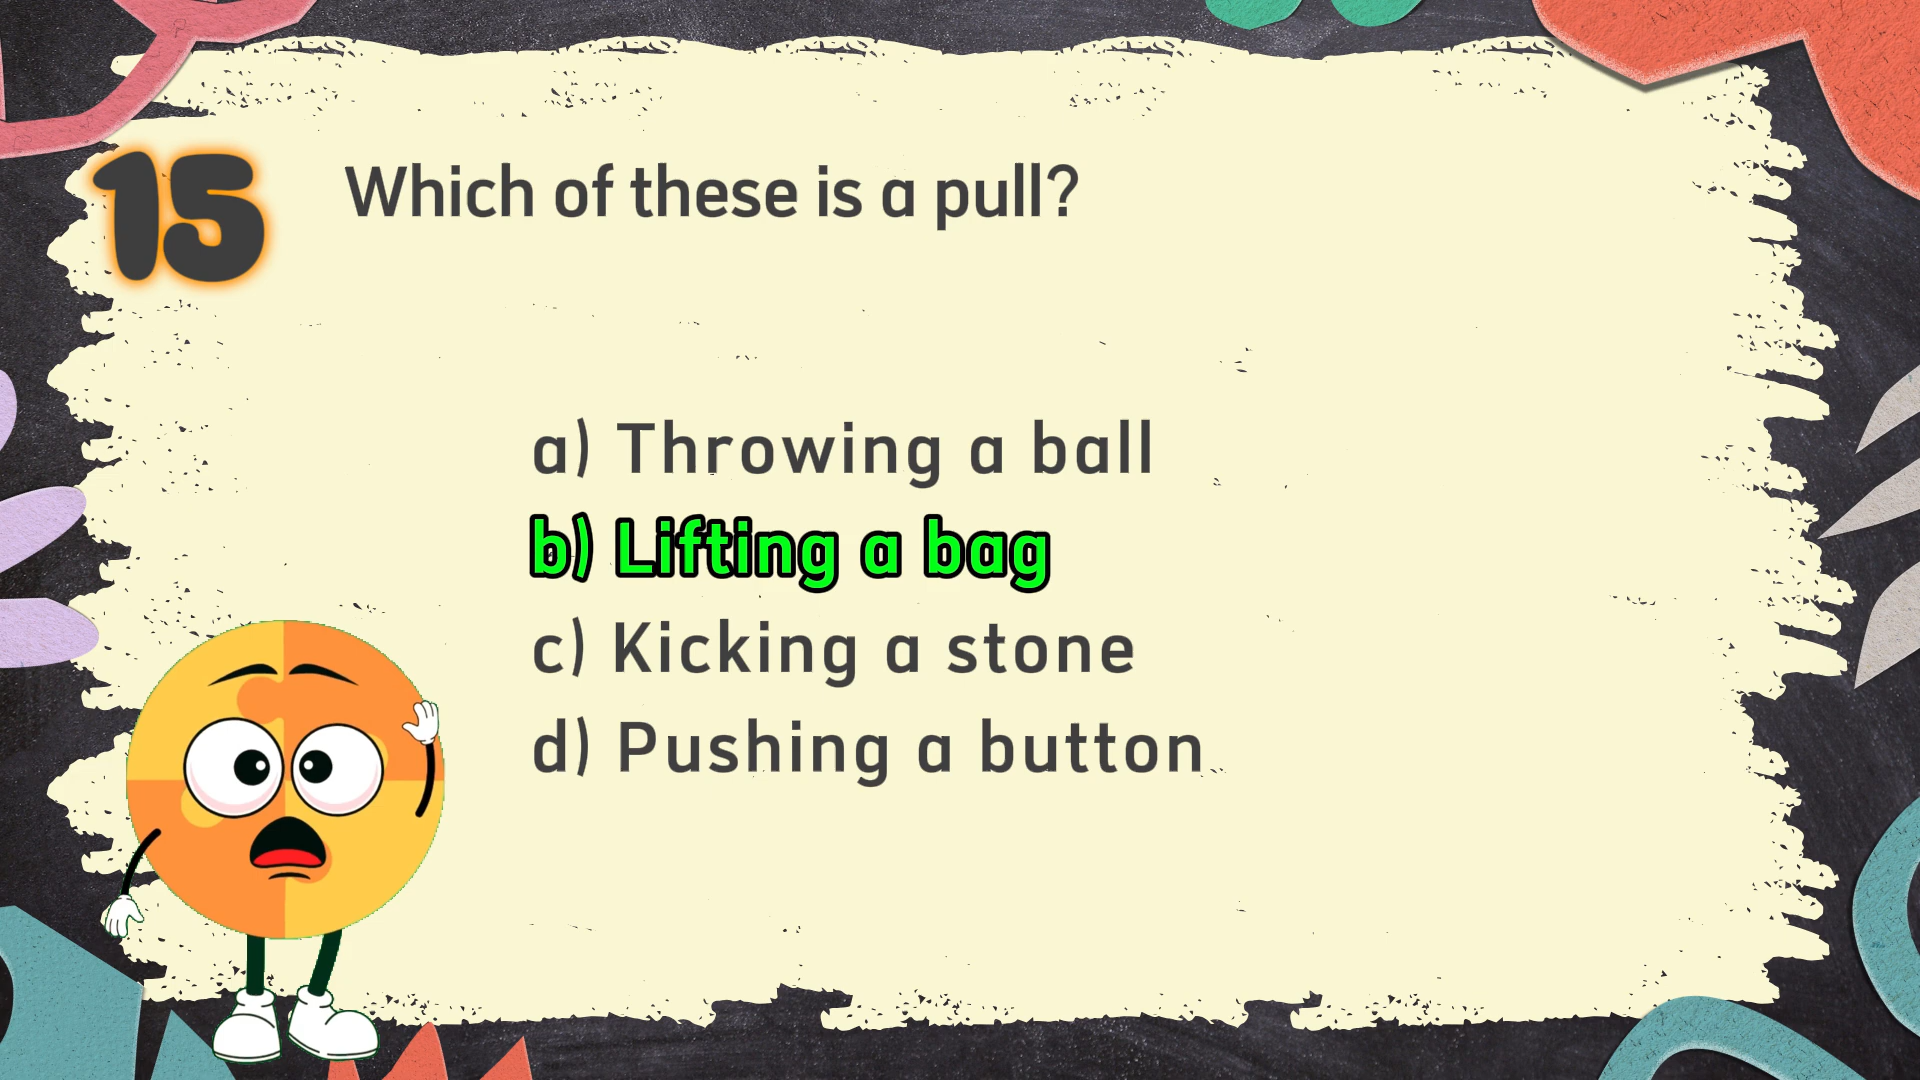 15
Which of these is a pull?
a) Throwing a ball
b) Lifting a bag
c) Kicking a stone
d) Pushing a button